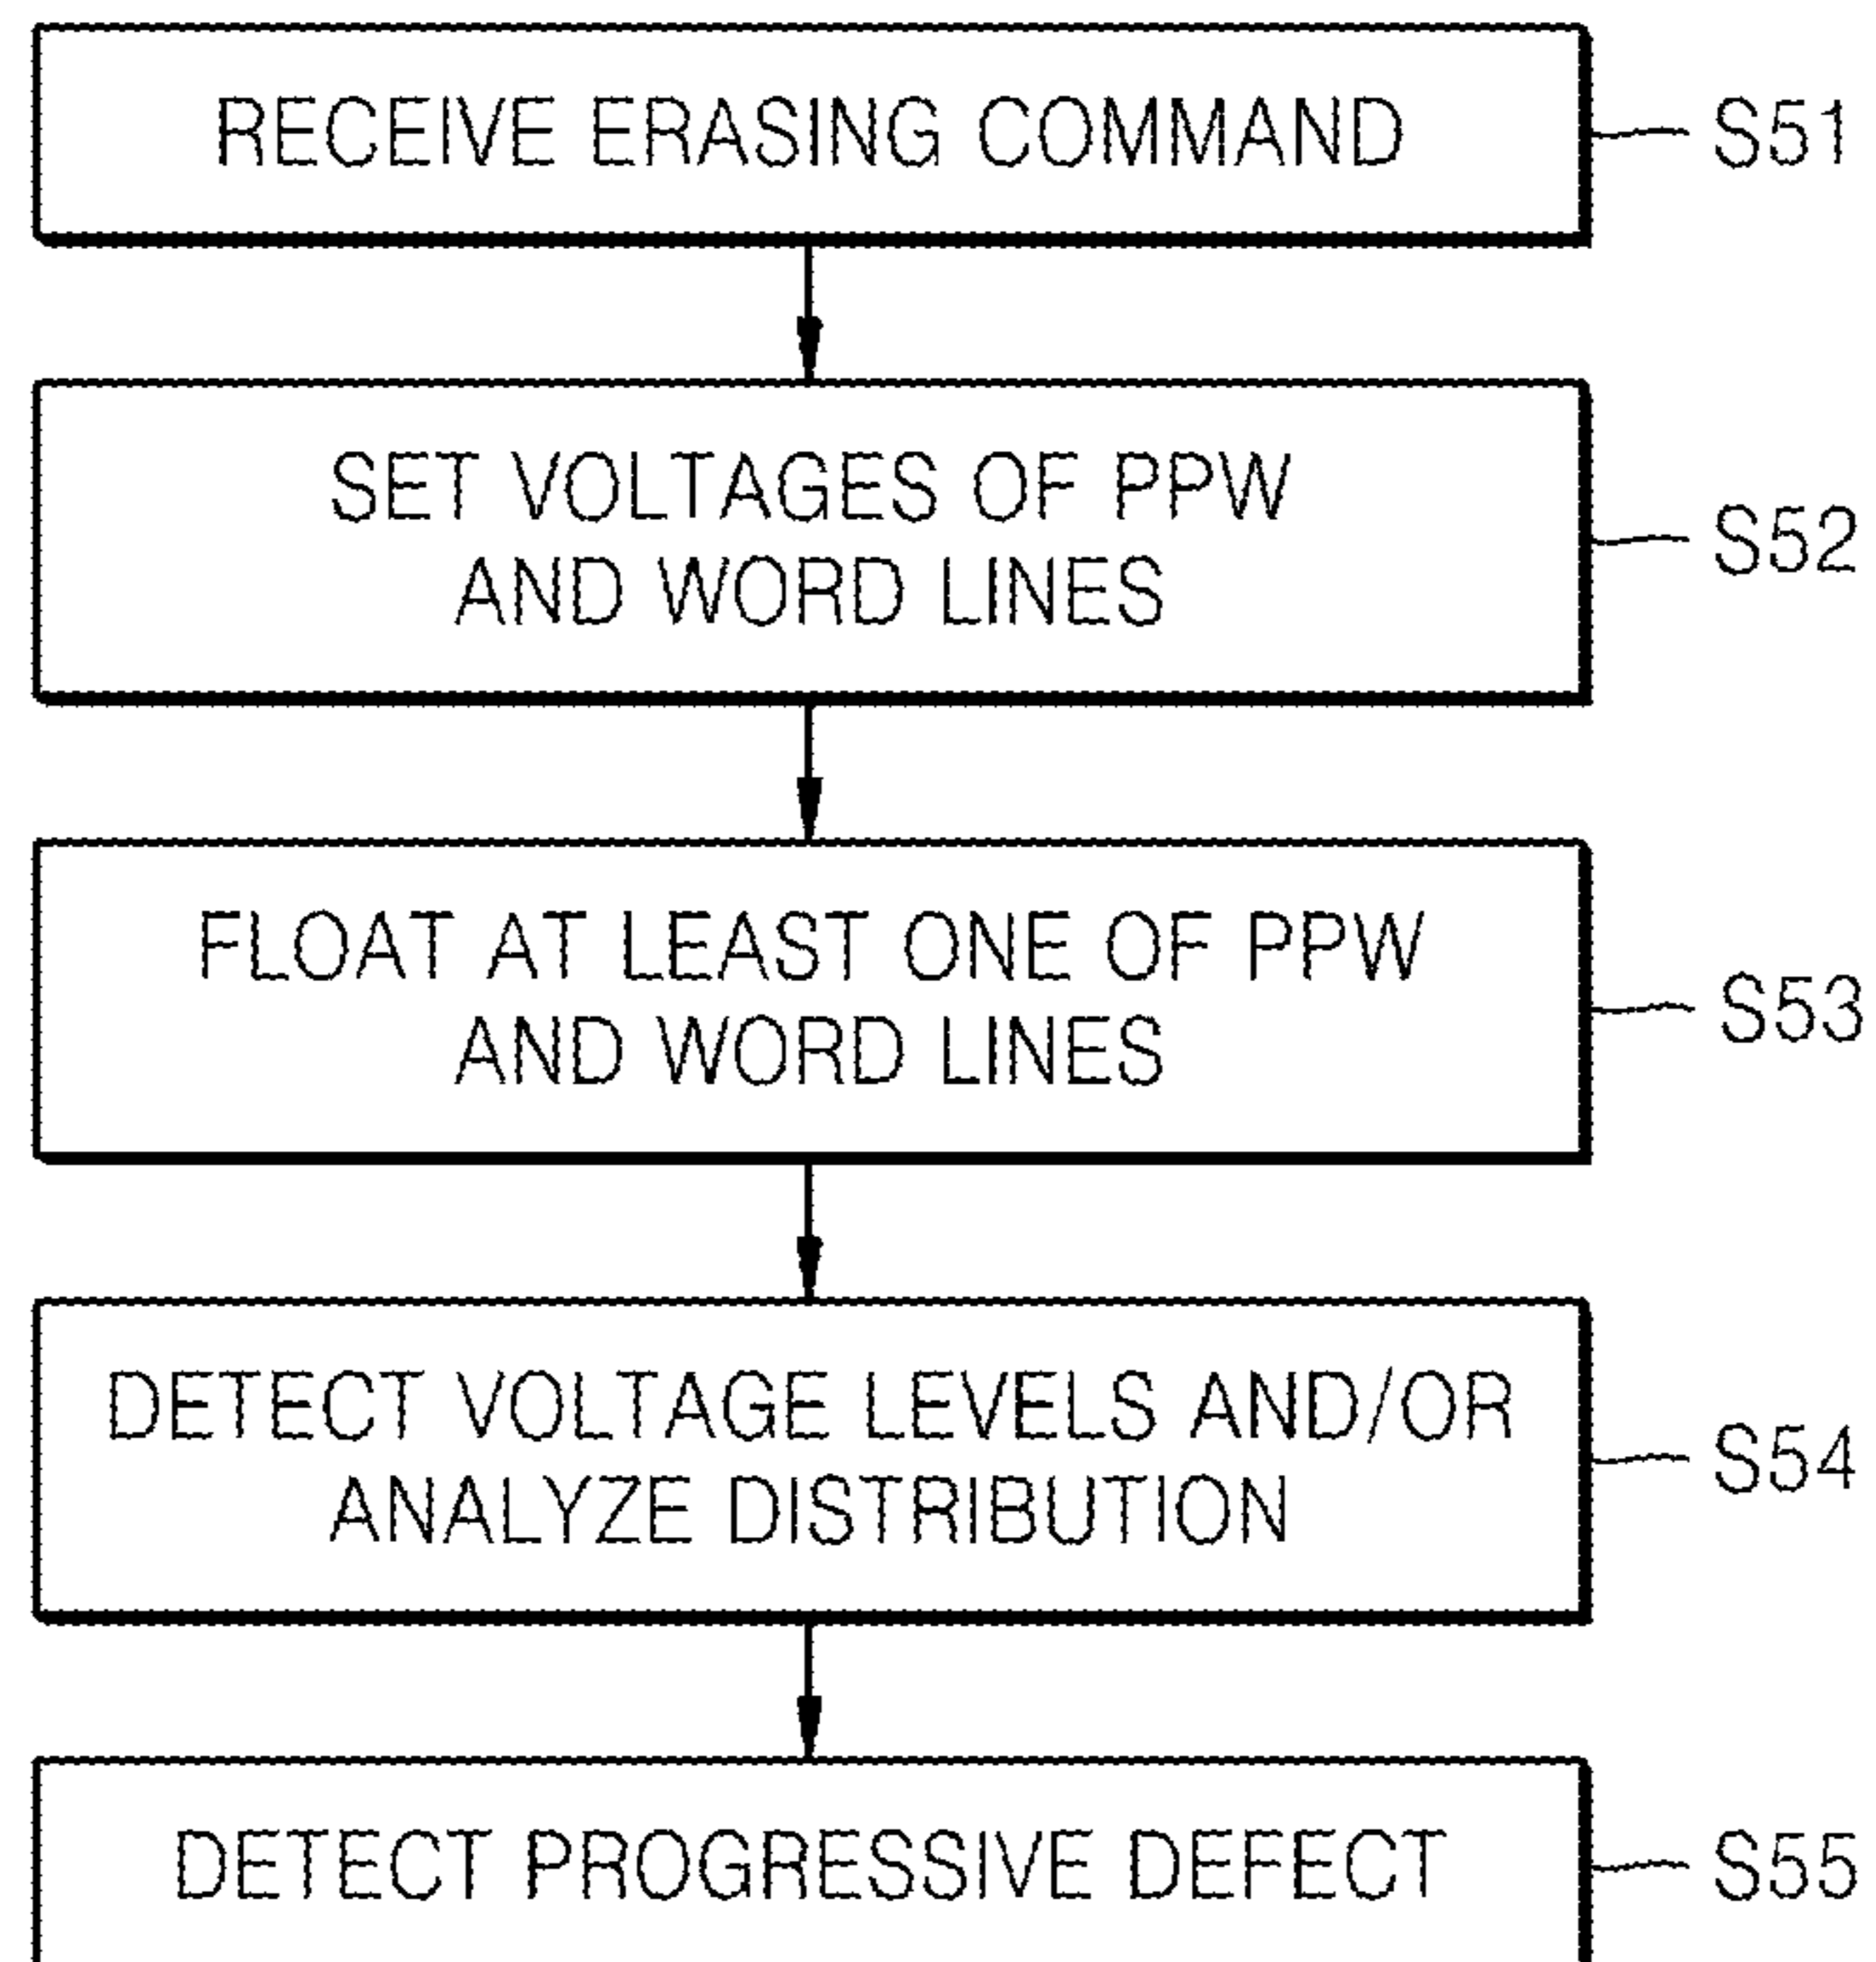 RECEIVE ERASING COMMAND
S51
SET VOLTAGES OF PPW
AND WORD LINES
S52
FLOAT AT LEAST ONE OF PPW
AND WORD LINES
S53
DETECT VOLTAGE LEVELS AND/OR
ANALYZE DISTRIBUTION
S54
DETECT PROGRESSIVE DEFECT
S55